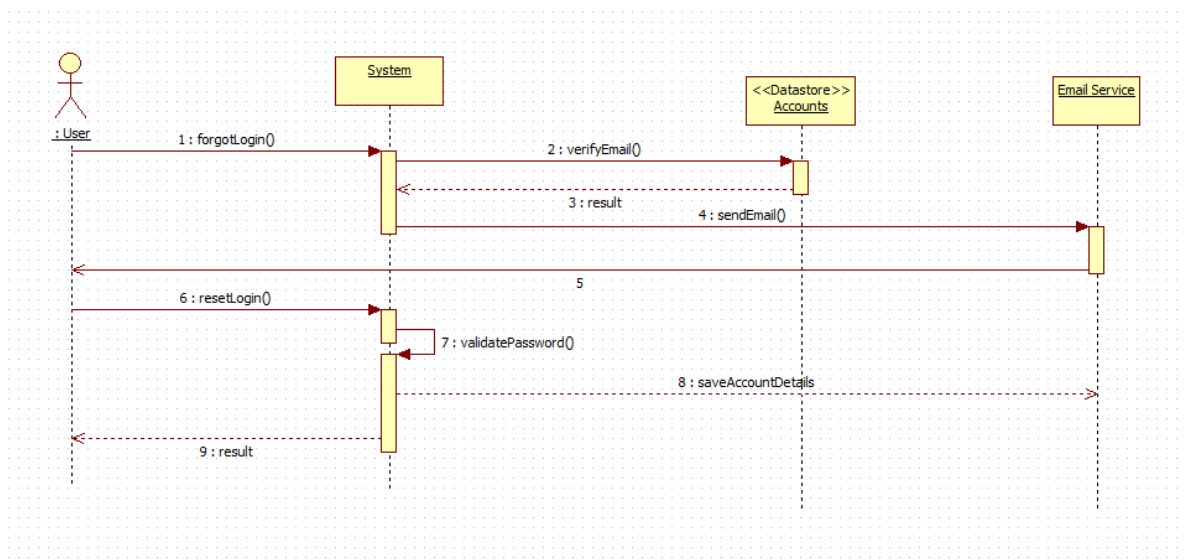 System
<<Datastore>>
Accounts
Email Service
: User
1 : forgotLogin()
2 : verifyEmail()
3 : result
4 : sendEmail()
5
6 : resetLogin()
7 : validatePassword()
8 : saveAccountDetails
9 : result